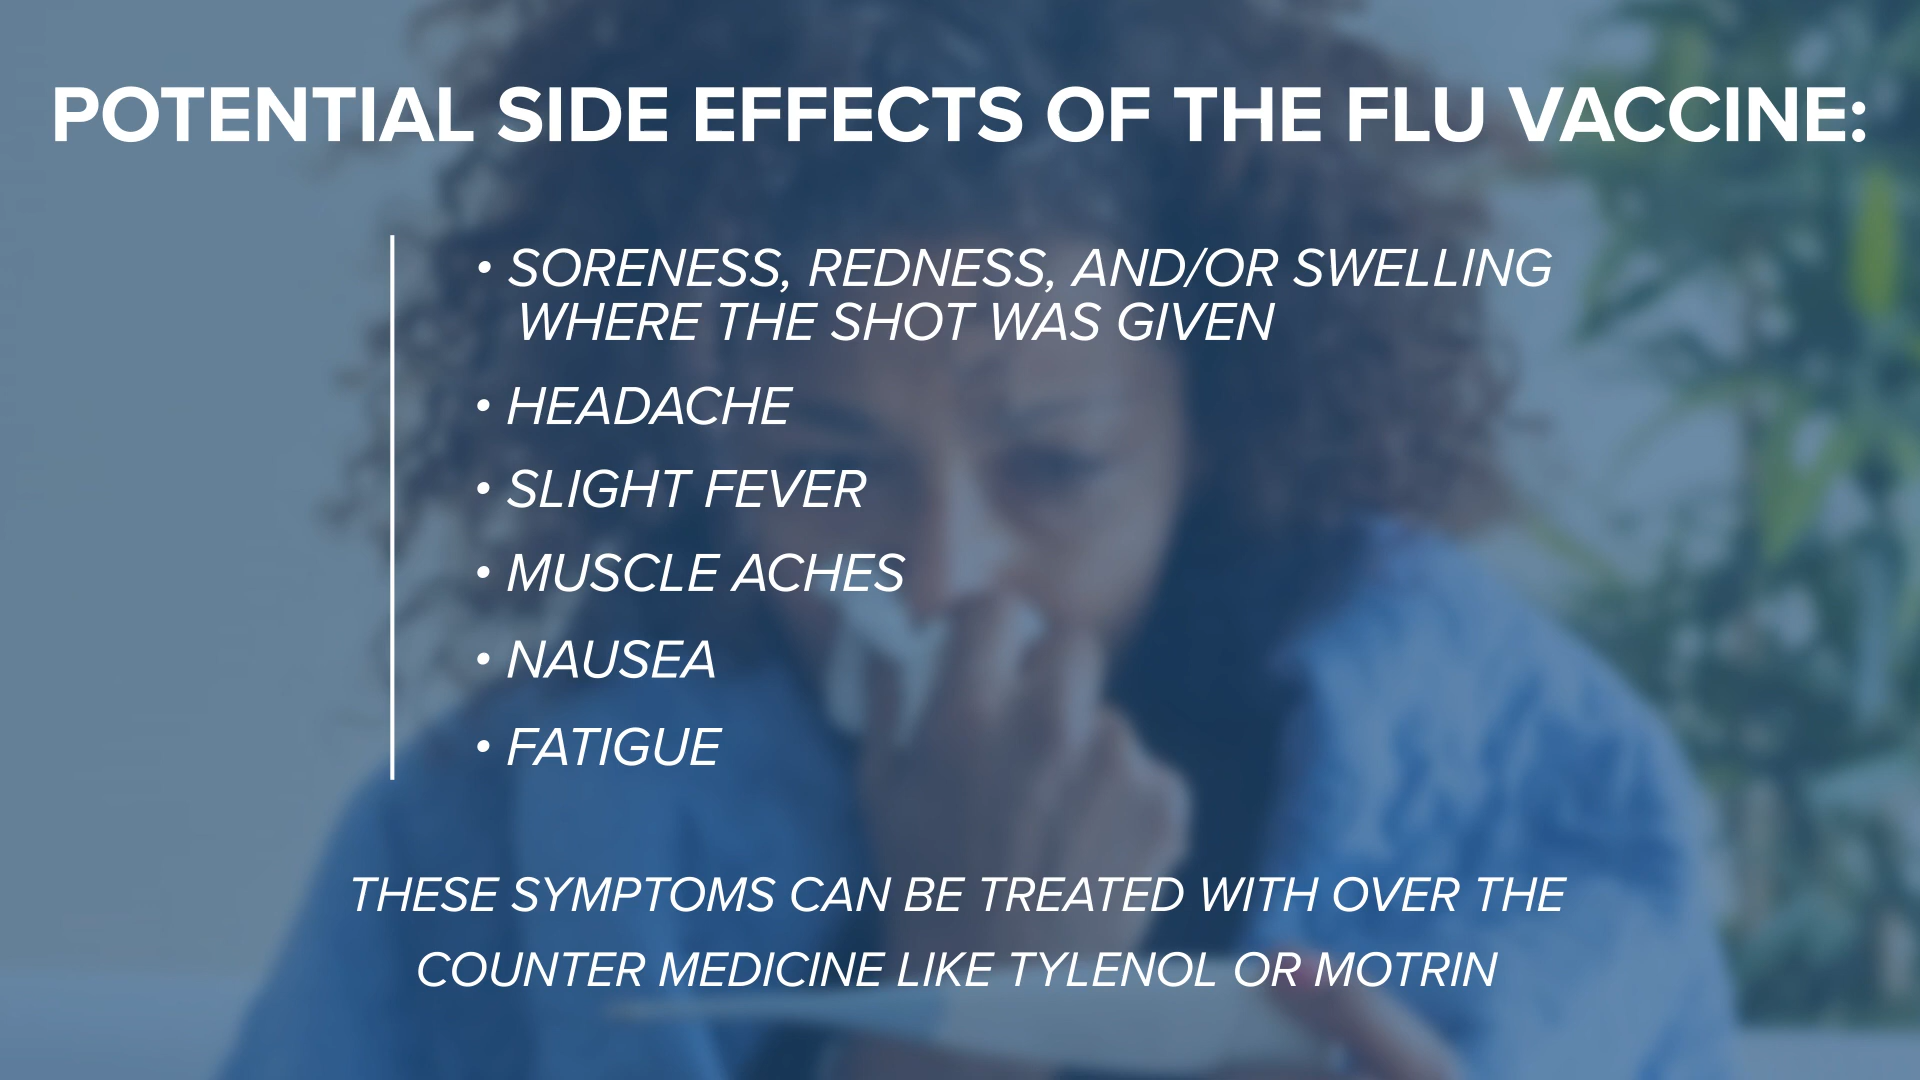 POTENTIAL SIDE EFFECTS OF THE FLU VACCINE:
• SORENESS, REDNESS, AND/OR SWELLING
WHERE THE SHOT WAS GIVEN
• HEADACHE
• SLIGHT FEVER
• MUSCLE ACHES
• NAUSEA
• FATIGUE
THESE SYMPTOMS CAN BE TREATED WITH OVER THE
COUNTER MEDICINE LIKE TYLENOL OR MOTRIN